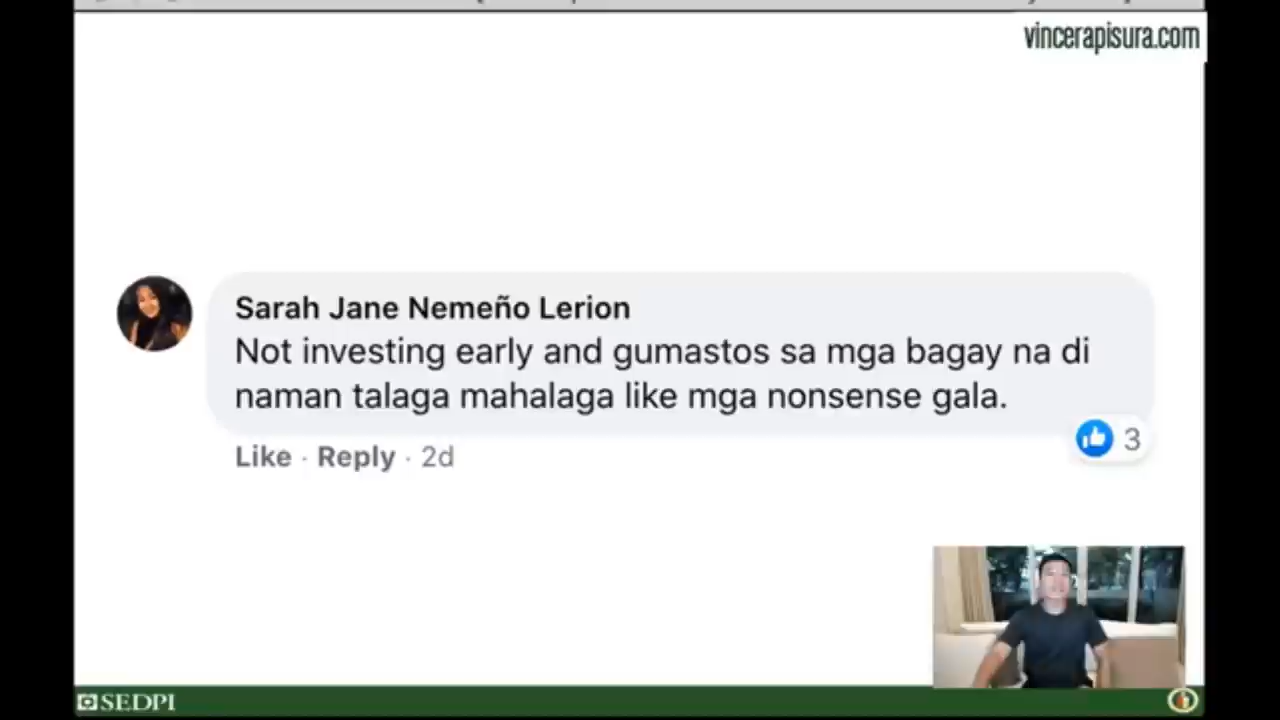 vincerapisura.com
Sarah Jane Nemeño Lerion
Not investing early and gumastos sa mga bagay na di
naman talaga mahalaga like mga nonsense gala.
Like · Reply · 2d
3
SEDPI